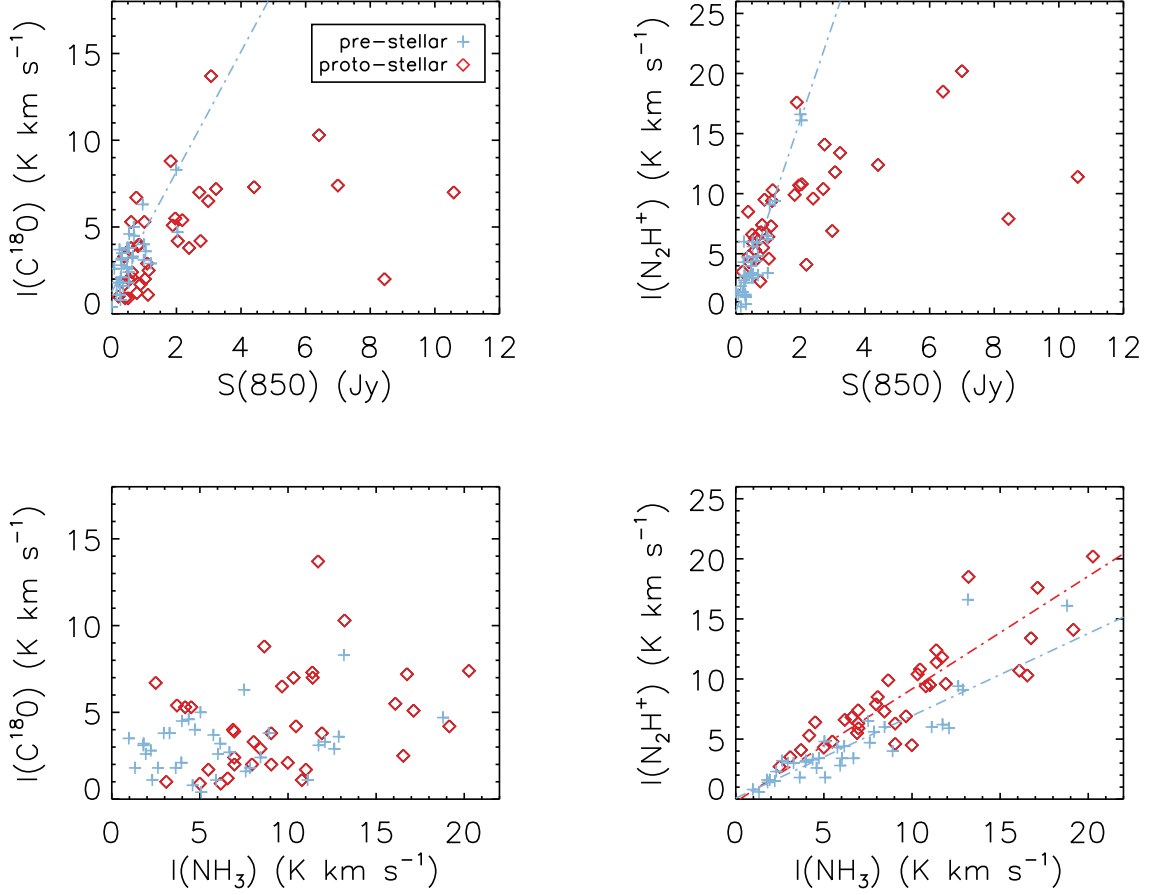 I(C¹⁸O) (K km s⁻¹)
15
10
5
0
pre-stellar
proto-stellar
0 2 4 6 8 10 12
S(850) (Jy)
I(N₂H⁺) (K km s⁻¹)
25
20
15
10
5
0
0 2 4 6 8 10 12
S(850) (Jy)
I(C¹⁸O) (K km s⁻¹)
15
10
5
0
0 5 10 15 20
I(NH₃) (K km s⁻¹)
I(N₂H⁺) (K km s⁻¹)
25
20
15
10
5
0
0 5 10 15 20
I(NH₃) (K km s⁻¹)